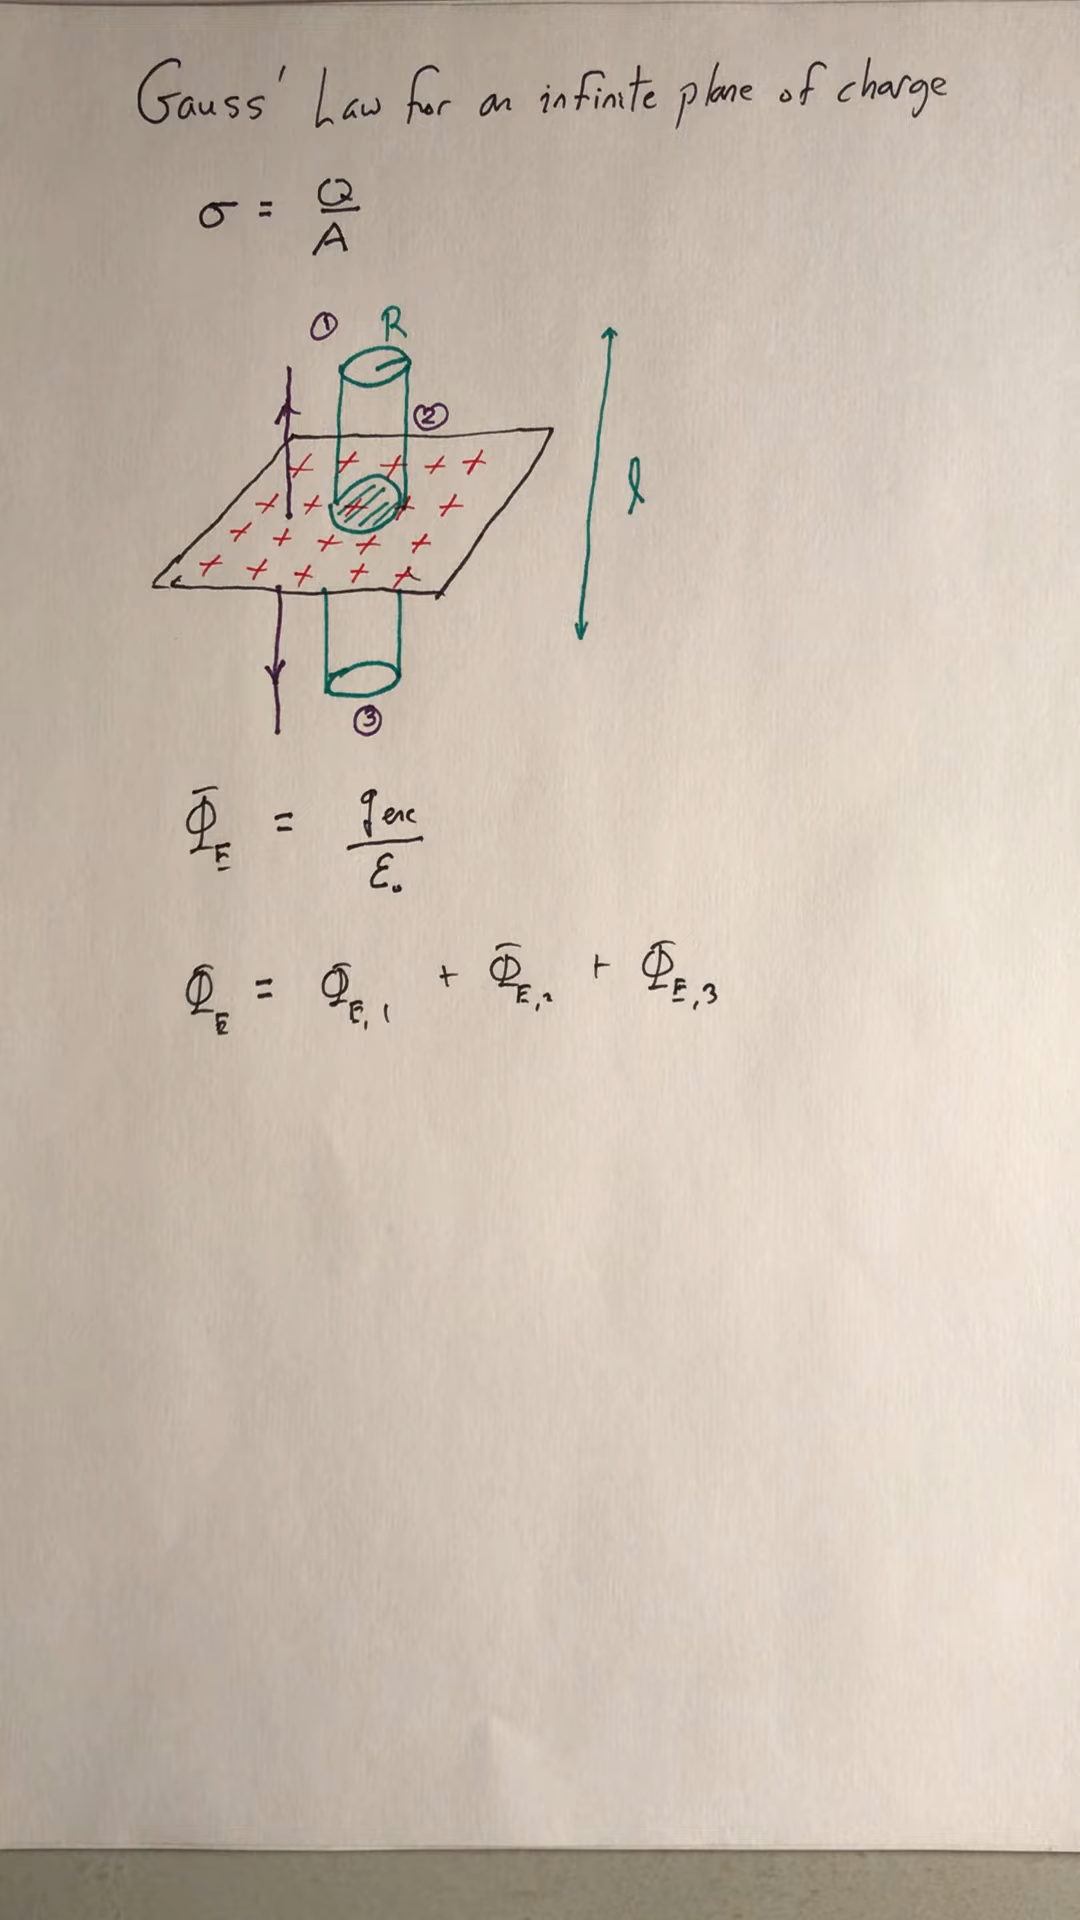 Gauss' Law for an infinite plane of charge
σ = Q/A
① R
②
+ + + + +
+ + + + +
+ + + + +
+ + + + +
l
③
Φ_E = q_enc/ε₀
Φ_E = Φ_E,1 + Φ_E,2 + Φ_E,3